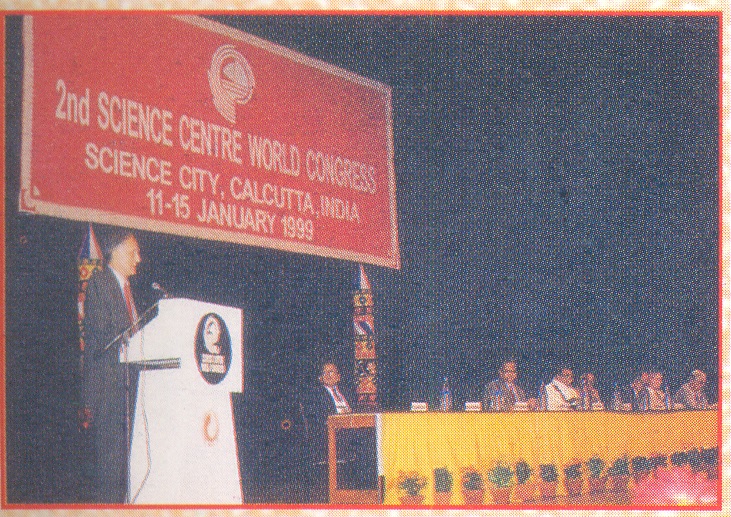 2nd SCIENCE CENTRE WORLD CONGRESS
SCIENCE CITY, CALCUTTA, INDIA
11-15 JANUARY 1999